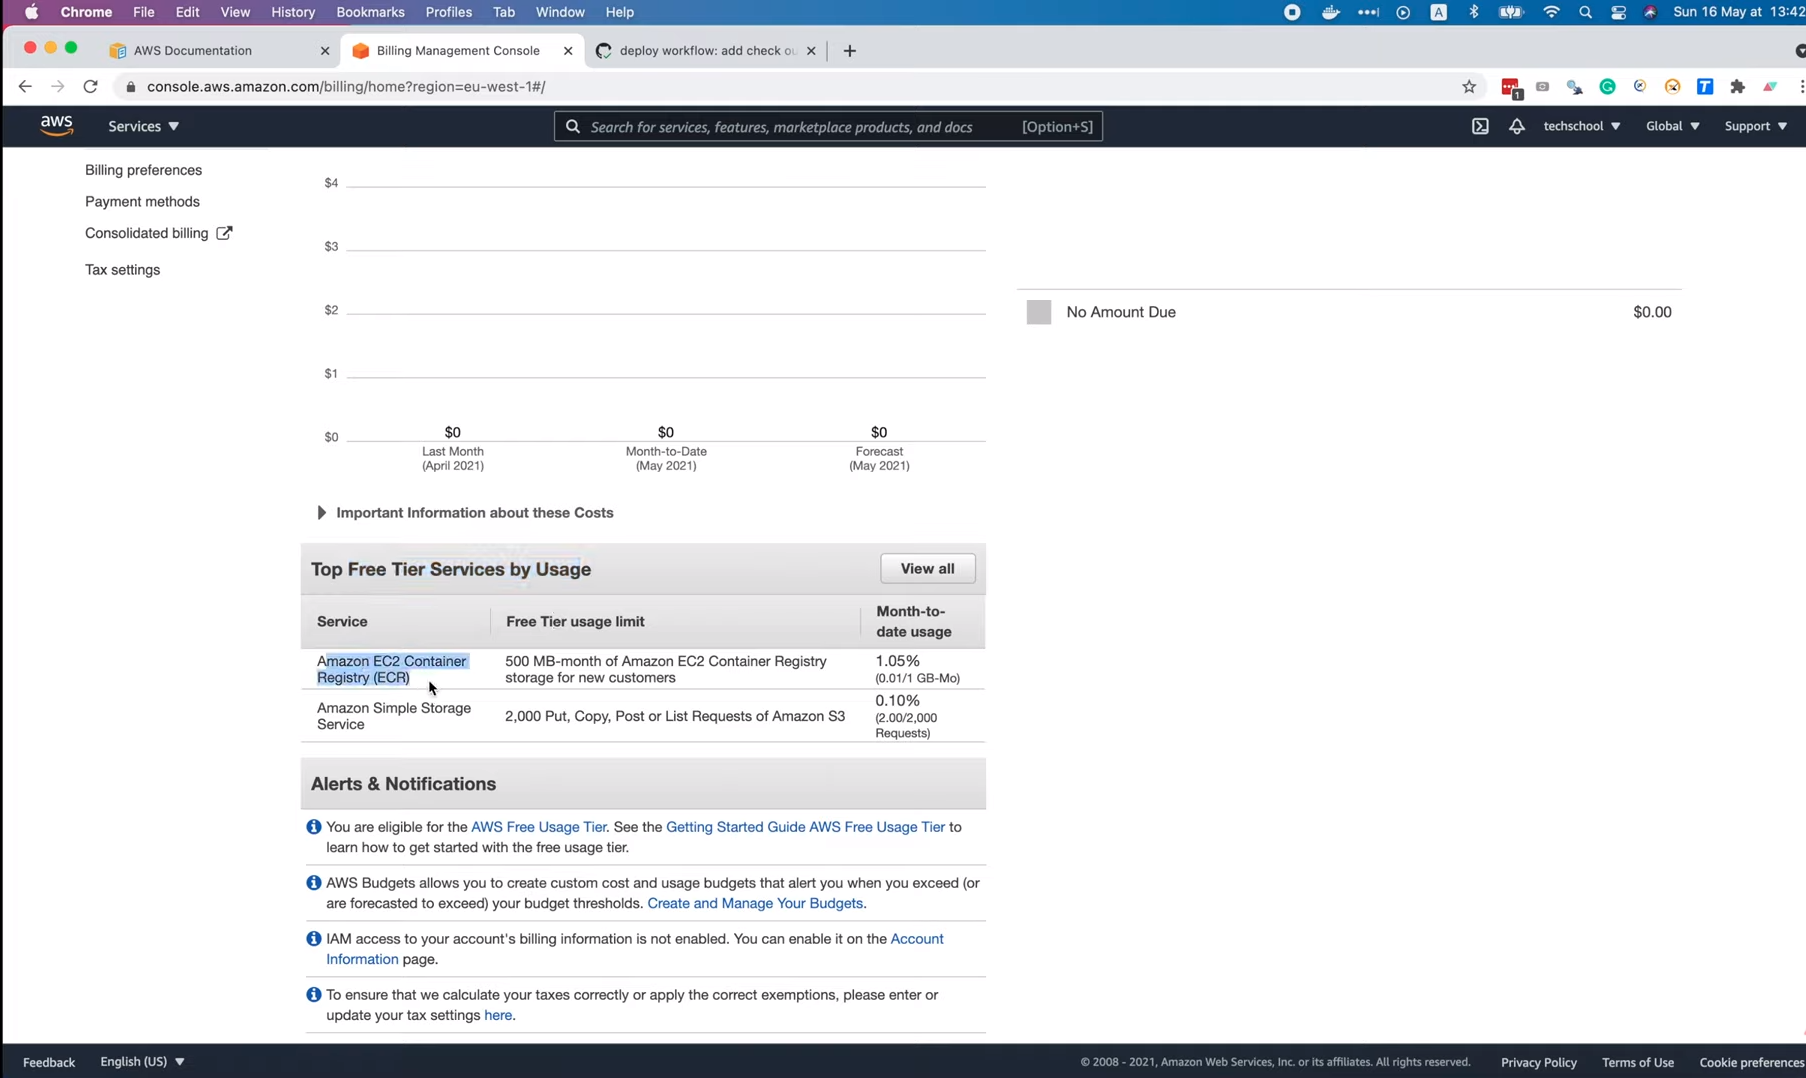 Chrome File Edit View History Bookmarks Profiles Tab Window Help A Sun 16 May at 13:42
AWS Documentation Billing Management Console deploy workflow: add check ou
console.aws.amazon.com/billing/home?region=eu-west-1#/ 1 T
aws Services Search for services, features, marketplace products, and docs [Option+S] techschool Global Support
Billing preferences
Payment methods
Consolidated billing
Tax settings
$4
$3
$2
$1
$0
$0 $0 $0
Last Month Month-to-Date Forecast
(April 2021) (May 2021) (May 2021)
No Amount Due $0.00
Important Information about these Costs
Top Free Tier Services by Usage View all
Service Free Tier usage limit Month-to-
date usage
Amazon EC2 Container 500 MB-month of Amazon EC2 Container Registry 1.05%
Registry (ECR) storage for new customers (0.01/1 GB-Mo)
Amazon Simple Storage
Service
2,000 Put, Copy, Post or List Requests of Amazon S3
0.10%
(2.00/2,000
Requests)
Alerts & Notifications
You are eligible for the AWS Free Usage Tier. See the Getting Started Guide AWS Free Usage Tier to
learn how to get started with the free usage tier.
AWS Budgets allows you to create custom cost and usage budgets that alert you when you exceed (or
are forecasted to exceed) your budget thresholds. Create and Manage Your Budgets.
IAM access to your account's billing information is not enabled. You can enable it on the Account
Information page.
To ensure that we calculate your taxes correctly or apply the correct exemptions, please enter or
update your tax settings here.
Feedback English (US) © 2008 - 2021, Amazon Web Services, Inc. or its affiliates. All rights reserved. Privacy Policy Terms of Use Cookie preferences